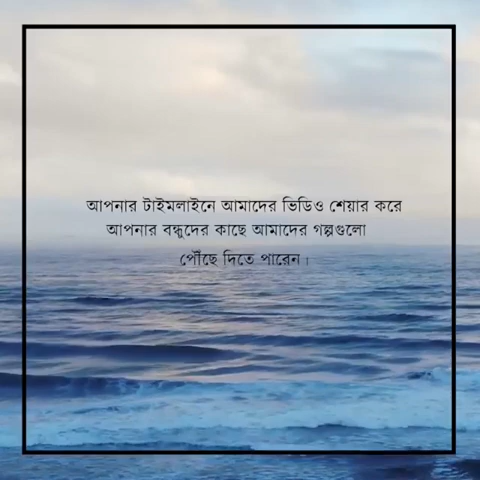 আপনার টাইমলাইনে আমাদের ভিডিও শেয়ার করে
আপনার বন্ধুদের কাছে আমাদের গল্পগুলো
পৌঁছে দিতে পারেন।